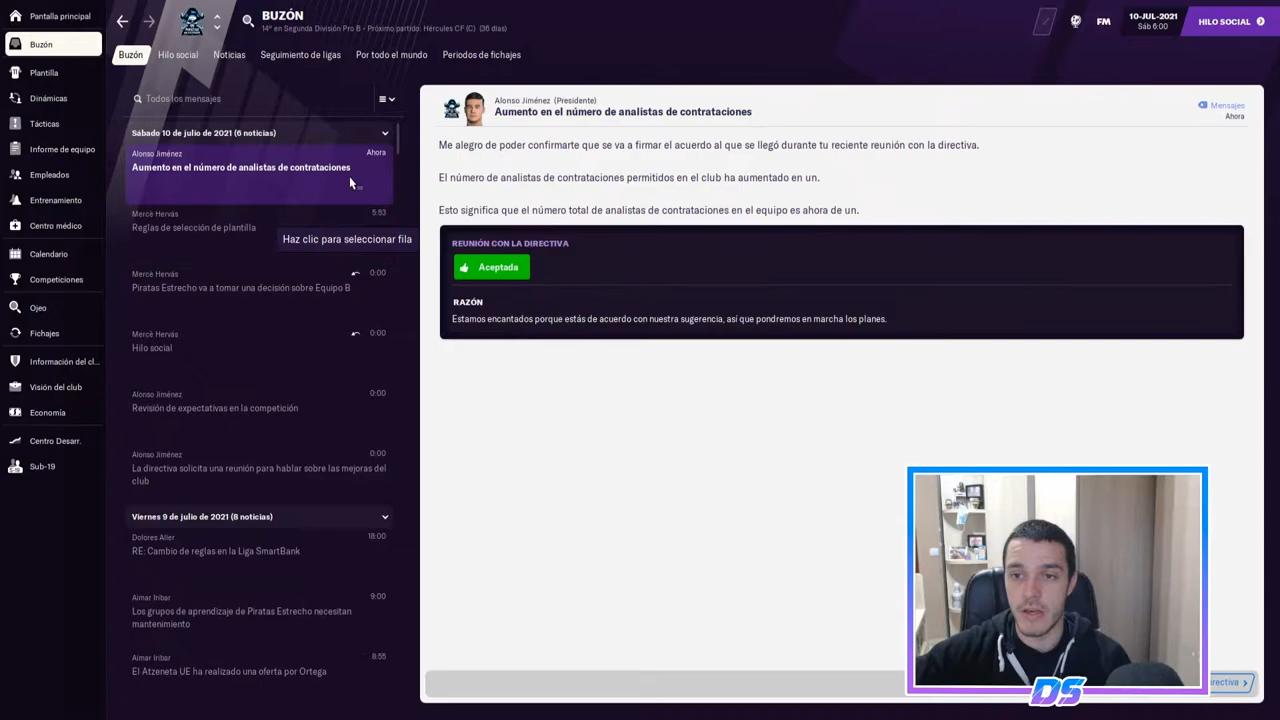 Pantalla principal
Buzón
Plantilla
Dinámicas
Tácticas
Informe de equipo
Empleados
Entrenamiento
Centro médico
Calendario
Competiciones
Ojeo
Fichajes
Información del cl...
Visión del club
Economía
Centro Desarr.
Sub-19
BUZÓN
14º en Segunda División Pro B - Próximo partido: Hércules CF (C) (36 días)
FM
10-JUL-2021
Sáb 6:00
HILO SOCIAL
Buzón
Hilo social
Noticias
Seguimiento de ligas
Por todo el mundo
Periodos de fichajes
Todos los mensajes
Sábado 10 de julio de 2021 (6 noticias)
Alonso Jiménez Ahora
Aumento en el número de analistas de contrataciones
Mercè Hervás 5:53
Reglas de selección de plantilla
Haz clic para seleccionar fila
Mercè Hervás 0:00
Piratas Estrecho va a tomar una decisión sobre Equipo B
Mercè Hervás 0:00
Hilo social
Alonso Jiménez 0:00
Revisión de expectativas en la competición
Alonso Jiménez 0:00
La directiva solicita una reunión para hablar sobre las mejoras del
club
Viernes 9 de julio de 2021 (8 noticias)
Dolores Aller 18:00
RE: Cambio de reglas en la Liga SmartBank
Aimar Iribar 9:00
Los grupos de aprendizaje de Piratas Estrecho necesitan
mantenimiento
Aimar Iribar 8:55
El Atzeneta UE ha realizado una oferta por Ortega
Alonso Jiménez (Presidente)
Aumento en el número de analistas de contrataciones
Mensajes
Ahora
Me alegro de poder confirmarte que se va a firmar el acuerdo al que se llegó durante tu reciente reunión con la directiva.
El número de analistas de contrataciones permitidos en el club ha aumentado en un.
Esto significa que el número total de analistas de contrataciones en el equipo es ahora de un.
REUNIÓN CON LA DIRECTIVA
Aceptada
RAZÓN
Estamos encantados porque estás de acuerdo con nuestra sugerencia, así que pondremos en marcha los planes.
DS